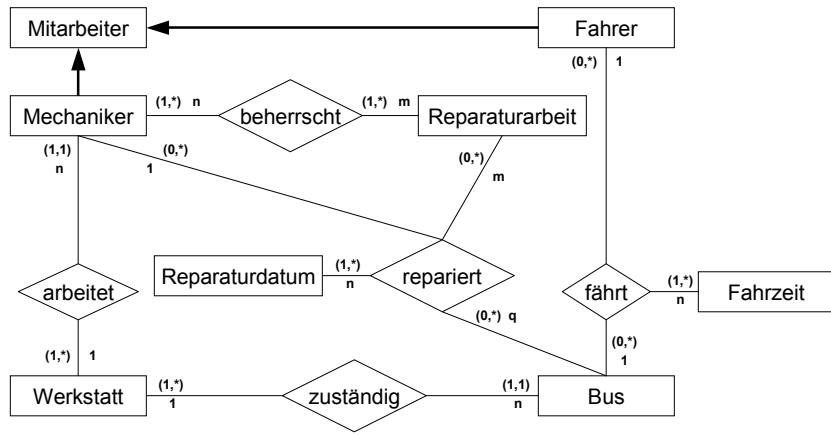 Mitarbeiter
Fahrer
(0,*) 1
Mechaniker
(1,*) n
beherrscht
(1,*) m
Reparaturarbeit
(1,1)
n
(0,*)
1
(0,*)
m
Reparaturdatum
(1,*)
n
repariert
arbeitet
fährt
(1,*)
n
Fahrzeit
(0,*) q
(0,*)
1
(1,*) 1
Werkstatt
(1,*)
1
zuständig
(1,1)
n
Bus